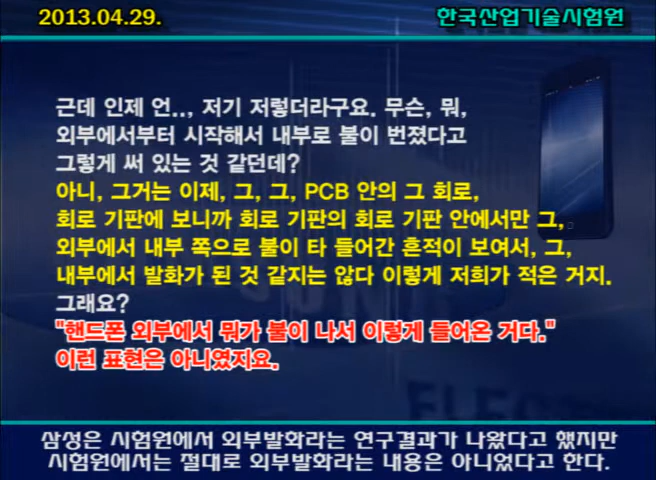 2013.04.29.
한국산업기술시험원
근데 인제 언.., 저기 저렇더라구요. 무슨, 뭐,
외부에서부터 시작해서 내부로 불이 번졌다고
그렇게 써 있는 것 같던데?
아니, 그거는 이제, 그, 그, PCB 안의 그 회로,
회로 기판에 보니까 회로 기판의 회로 기판 안에서만 그,
외부에서 내부 쪽으로 불이 타 들어간 흔적이 보여서, 그,
내부에서 발화가 된 것 같지는 않다 이렇게 저희가 적은 거지.
그래요?
"핸드폰 외부에서 뭐가 불이 나서 이렇게 들어온 거다."
이런 표현은 아니였지요.
ELEC
삼성은 시험원에서 외부발화라는 연구결과가 나왔다고 했지만
시험원에서는 절대로 외부발화라는 내용은 아니었다고 한다.